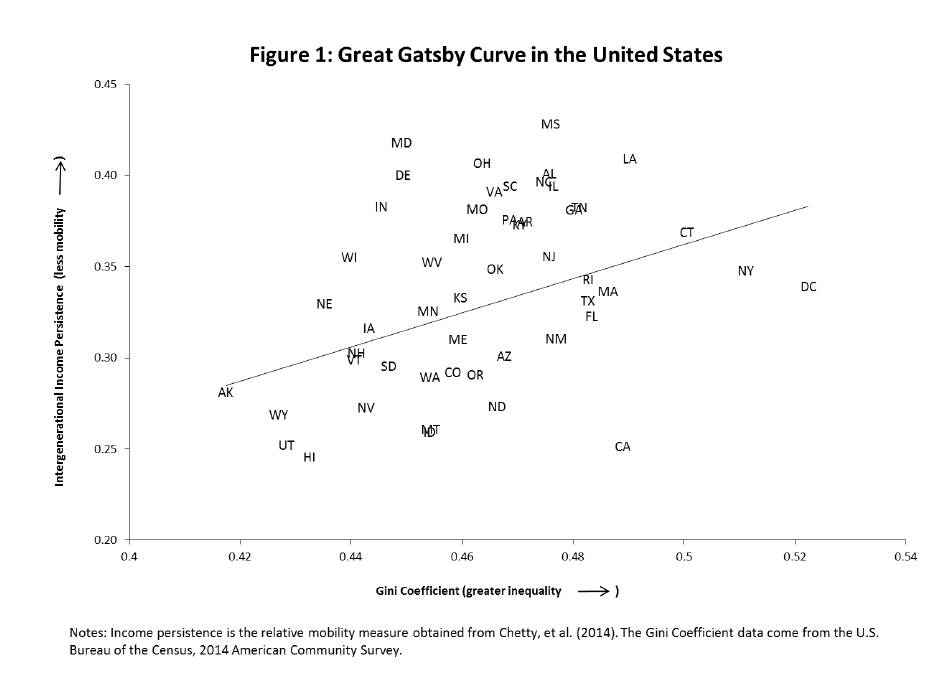 Figure 1: Great Gatsby Curve in the United States
0.45
MS
MD
LA
OH
0.40
DE
AL
NC
IL
SC
VA
IN
MO
GA
TN
PA
KY
AR
CT
MI
WI
WV
NJ
0.35
OK
NY
RI
DC
MA
KS
TX
NE
MN
FL
IA
ME
NM
NH
VT
0.30
AZ
SD
CO
OR
WA
AK
NV
ND
WY
MT
ID
UT
CA
0.25
HI
0.20
0.4 0.42 0.44 0.46 0.48 0.5 0.52 0.54
Intergenerational Income Persistence (less mobility → )
Gini Coefficient (greater inequality → )
Notes: Income persistence is the relative mobility measure obtained from Chetty, et al. (2014). The Gini Coefficient data come from the U.S.
Bureau of the Census, 2014 American Community Survey.